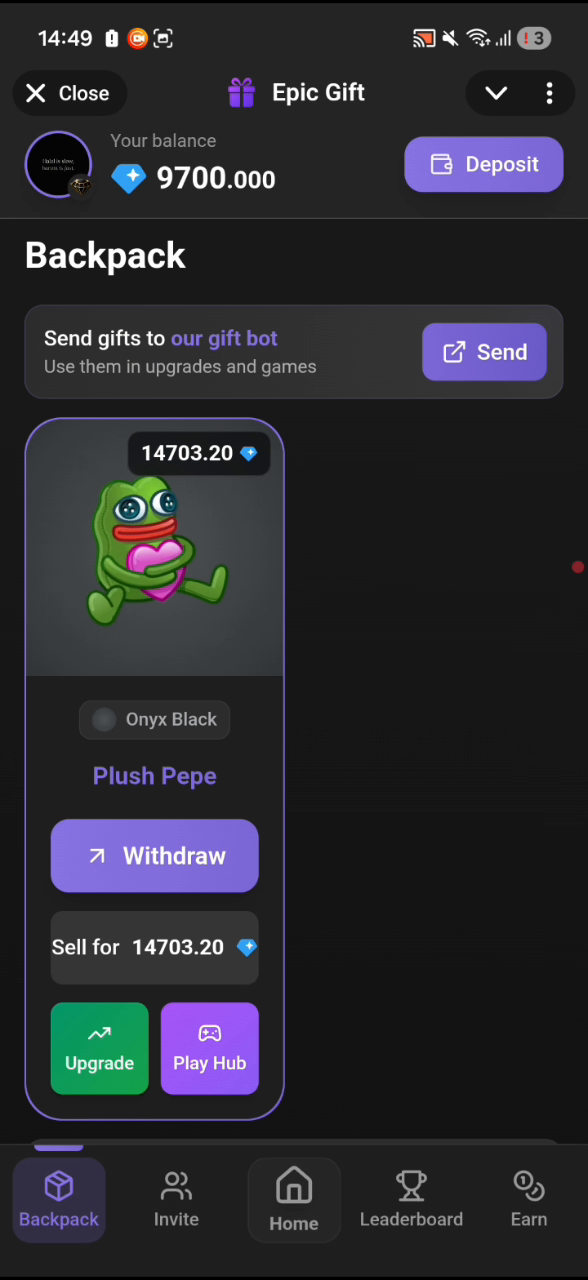 14:49
! 3
Close
Epic Gift
Your balance
9700.000
Deposit
Backpack
Send gifts to our gift bot
Use them in upgrades and games
Send
14703.20
Onyx Black
Plush Pepe
Withdraw
Sell for 14703.20
Upgrade
Play Hub
Backpack
Invite
Home
Leaderboard
Earn